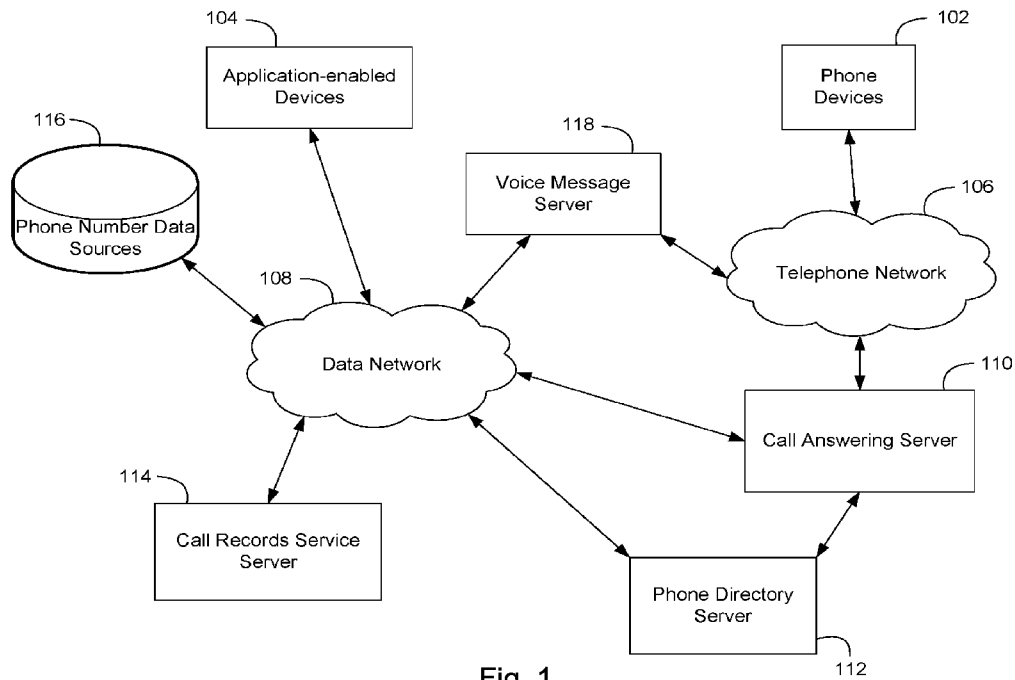 104
102
Application-enabled
Devices
Phone
Devices
116
118
Voice Message
Server
106
Phone Number Data
Sources
Telephone Network
108
Data Network
110
Call Answering Server
114
Call Records Service
Server
Phone Directory
Server
112
Fig. 1